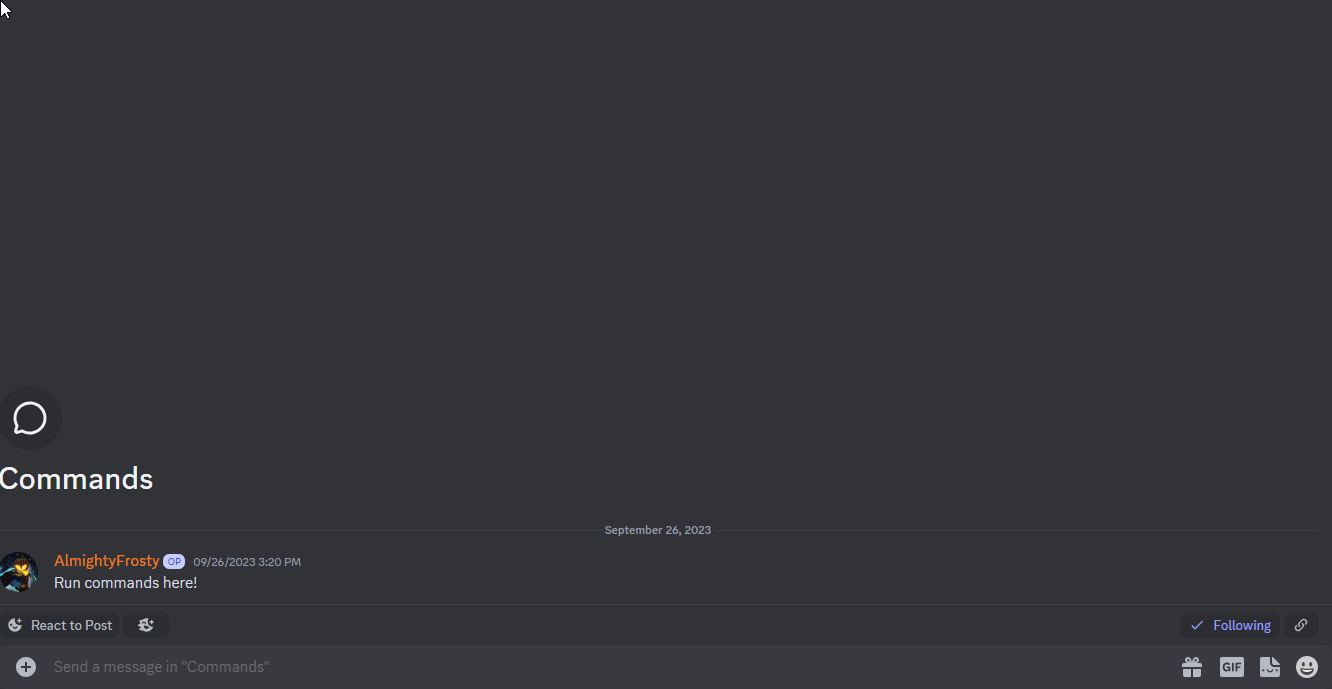 Commands
September 26, 2023
AlmightyFrosty OP 09/26/2023 3:20 PM
Run commands here!
React to Post
Following
Send a message in "Commands"
GIF